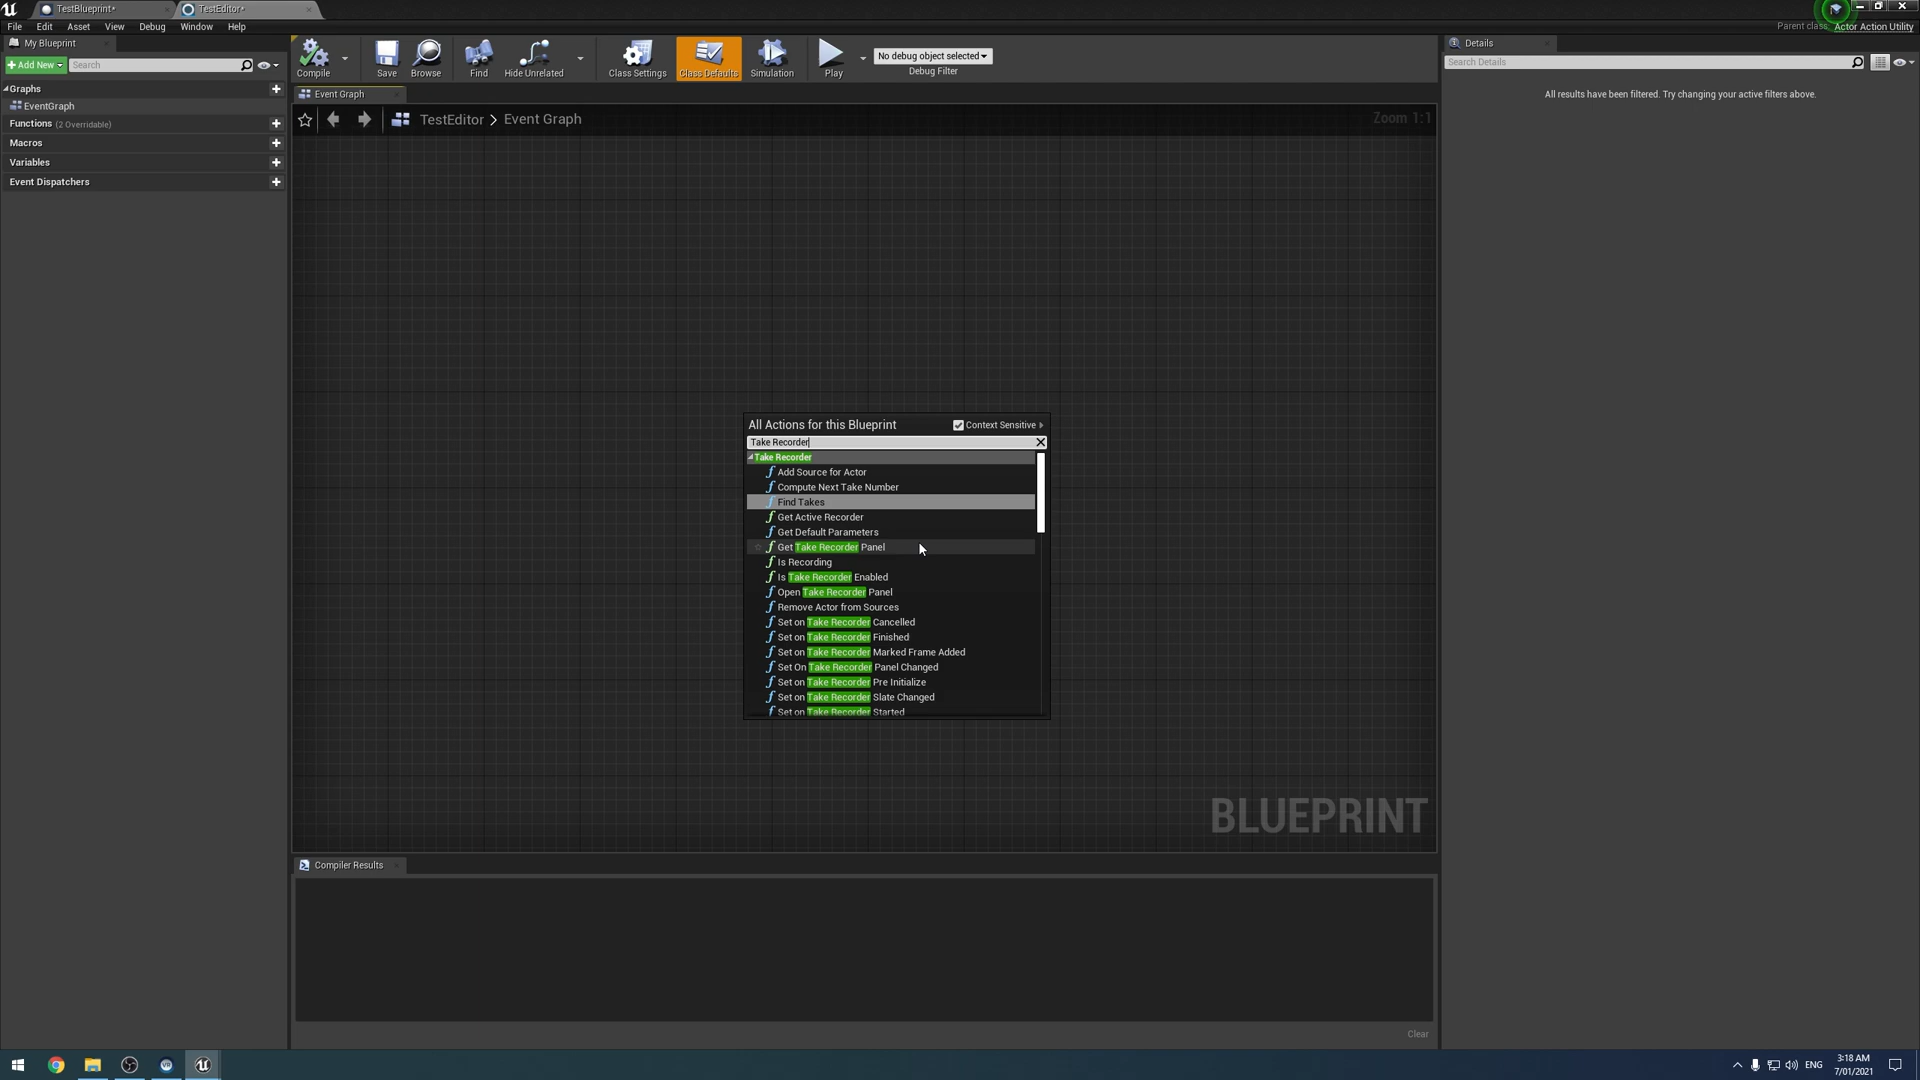 TestBlueprint*
TestEditor*
File Edit Asset View Debug Window Help
Parent class: Actor Action Utility
My Blueprint
Add New
Search
Graphs
EventGraph
Functions (2 Overridable)
Macros
Variables
Event Dispatchers
Compile
Save
Browse
Find
Hide Unrelated
Class Settings
Class Defaults
Simulation
Play
No debug object selected
Debug Filter
Event Graph
TestEditor > Event Graph
Zoom 1:1
All Actions for this Blueprint
Context Sensitive
Take Recorder
Take Recorder
Add Source for Actor
Compute Next Take Number
Find Takes
Get Active Recorder
Get Default Parameters
Get Take Recorder Panel
Is Recording
Is Take Recorder Enabled
Open Take Recorder Panel
Remove Actor from Sources
Set on Take Recorder Cancelled
Set on Take Recorder Finished
Set on Take Recorder Marked Frame Added
Set On Take Recorder Panel Changed
Set on Take Recorder Pre Initialize
Set on Take Recorder Slate Changed
Set on Take Recorder Started
BLUEPRINT
Compiler Results
Clear
Details
Search Details
All results have been filtered. Try changing your active filters above.
ENG
3:18 AM
7/01/2021